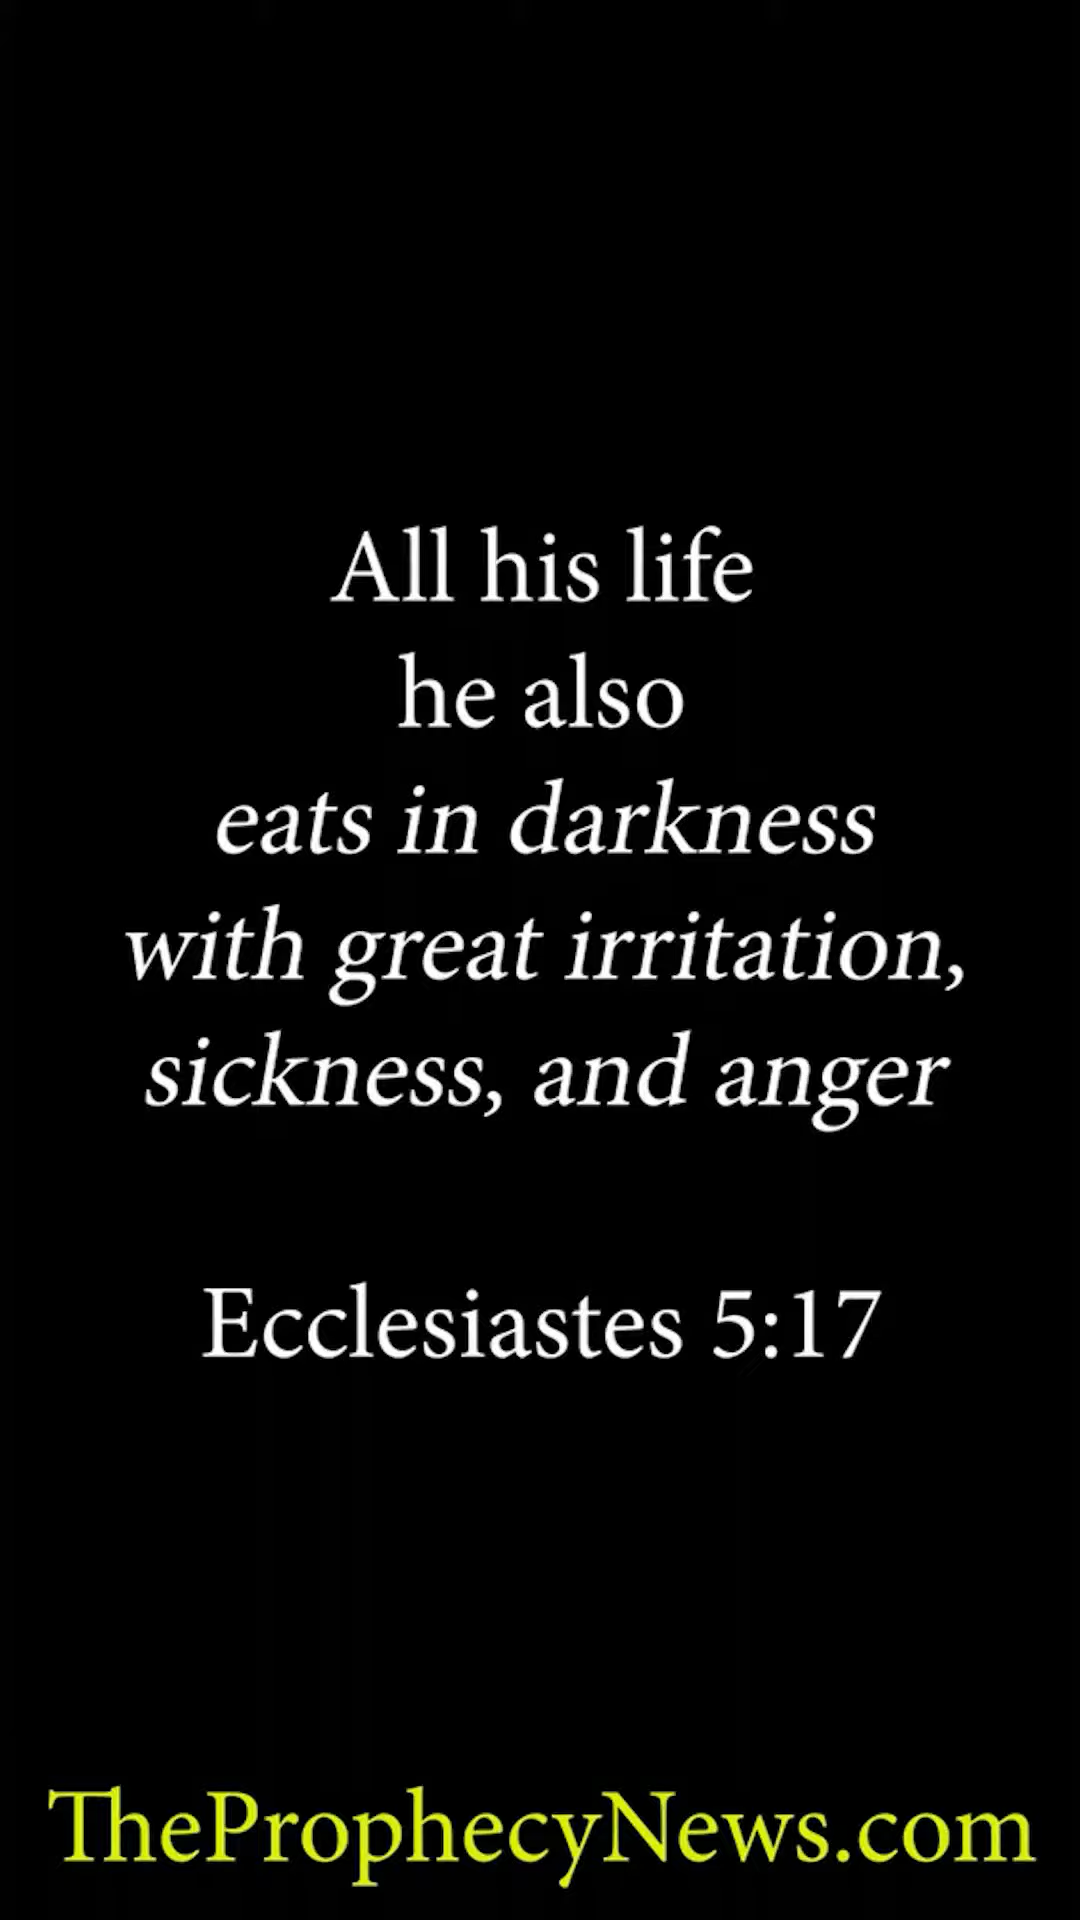 All his life
he also
eats in darkness
with great irritation,
sickness, and anger
Ecclesiastes 5:17
TheProphecyNews.com